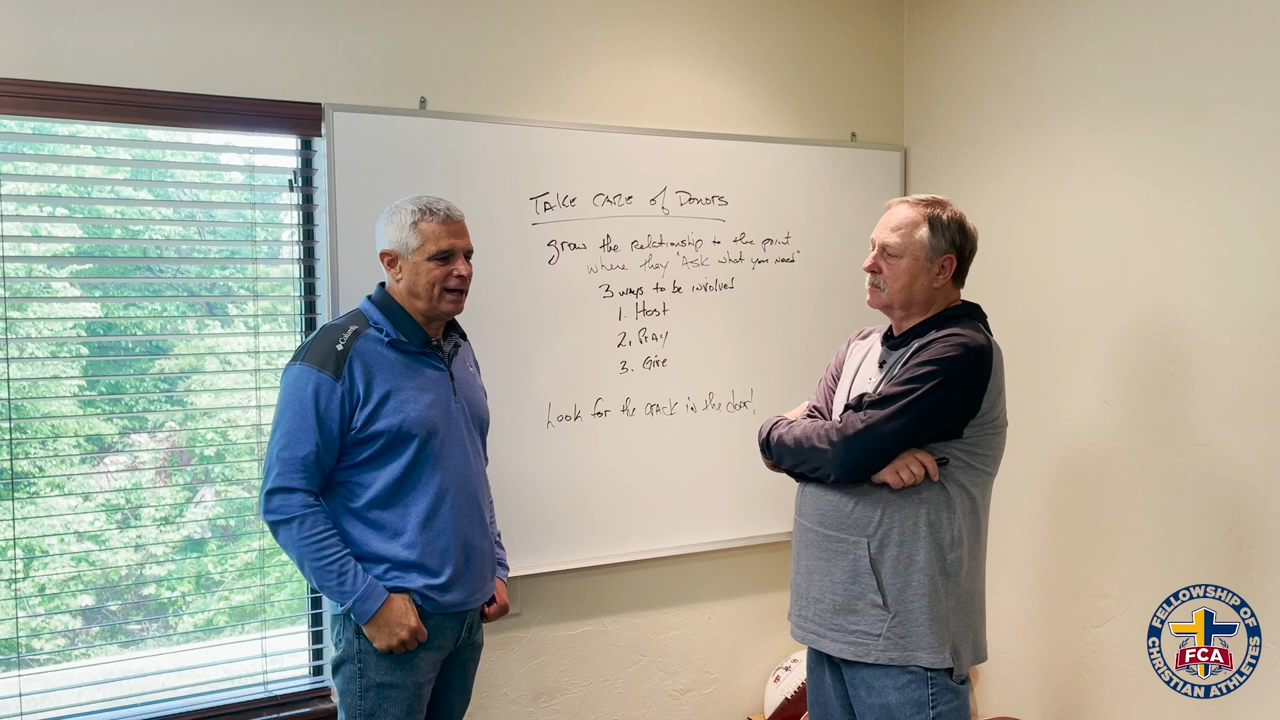 TAKE CARE of DONORS
grow the relationship to the point
where they "Ask what you need"
3 ways to be involved
1. Host
2. PRAY
3. Give
Look for the crack in the door!
Columbia
FELLOWSHIP OF
CHRISTIAN ATHLETES
FCA